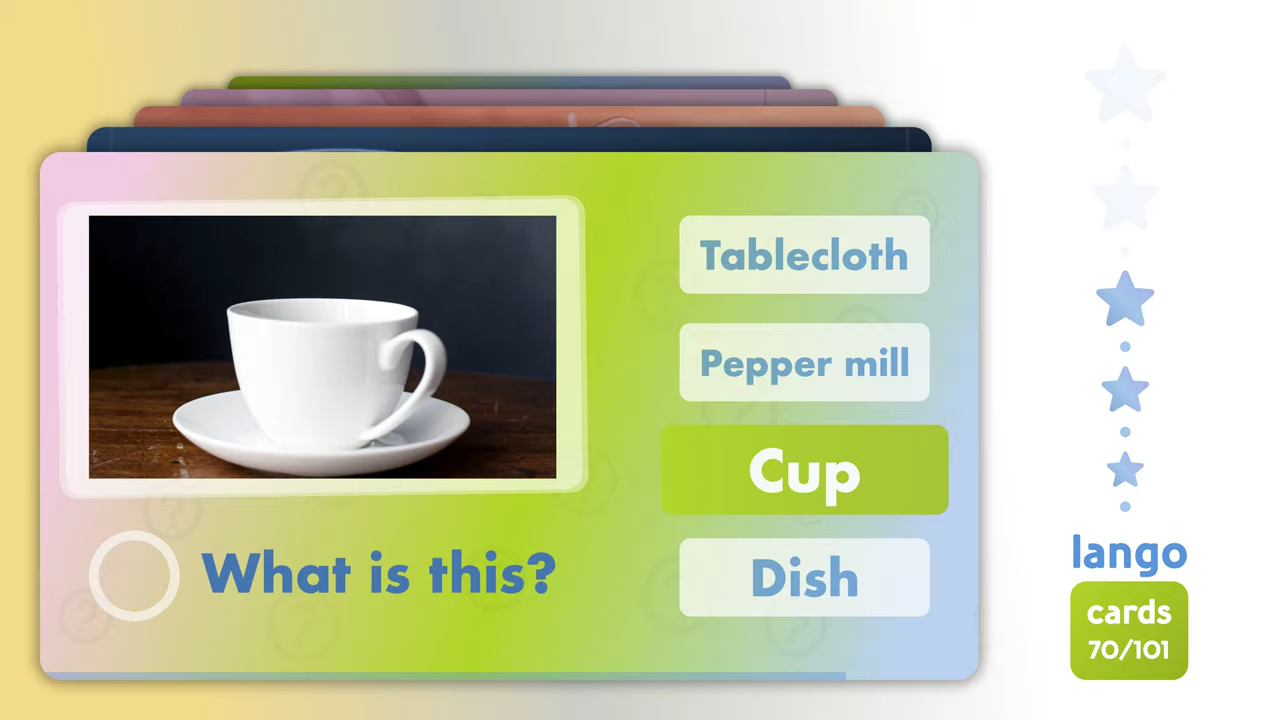 Tablecloth
Pepper mill
Cup
Dish
What is this?
lango
cards
70/101